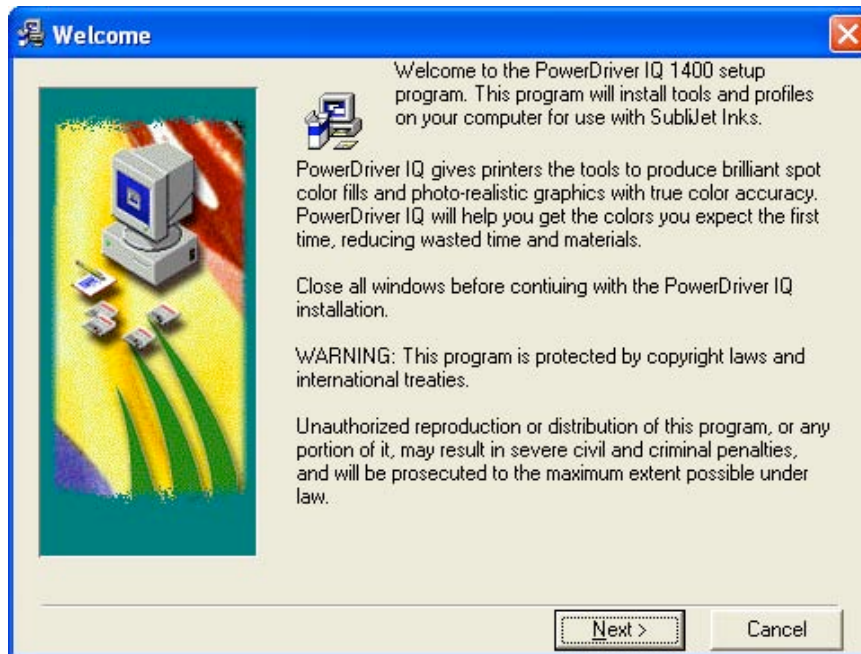 Welcome
Welcome to the PowerDriver IQ 1400 setup
program. This program will install tools and profiles
on your computer for use with SubliJet Inks.
PowerDriver IQ gives printers the tools to produce brilliant spot
color fills and photo-realistic graphics with true color accuracy.
PowerDriver IQ will help you get the colors you expect the first
time, reducing wasted time and materials.
Close all windows before contiuing with the PowerDriver IQ
installation.
WARNING: This program is protected by copyright laws and
international treaties.
Unauthorized reproduction or distribution of this program, or any
portion of it, may result in severe civil and criminal penalties,
and will be prosecuted to the maximum extent possible under
law.
Next >
Cancel